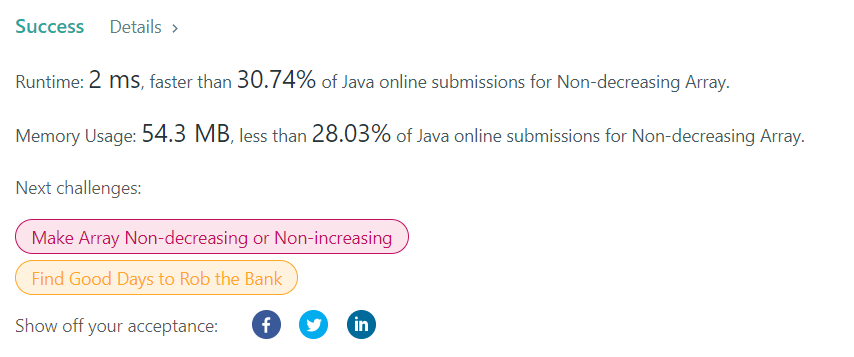 Success Details >
Runtime: 2 ms, faster than 30.74% of Java online submissions for Non-decreasing Array.
Memory Usage: 54.3 MB, less than 28.03% of Java online submissions for Non-decreasing Array.
Next challenges:
Make Array Non-decreasing or Non-increasing
Find Good Days to Rob the Bank
Show off your acceptance: f in